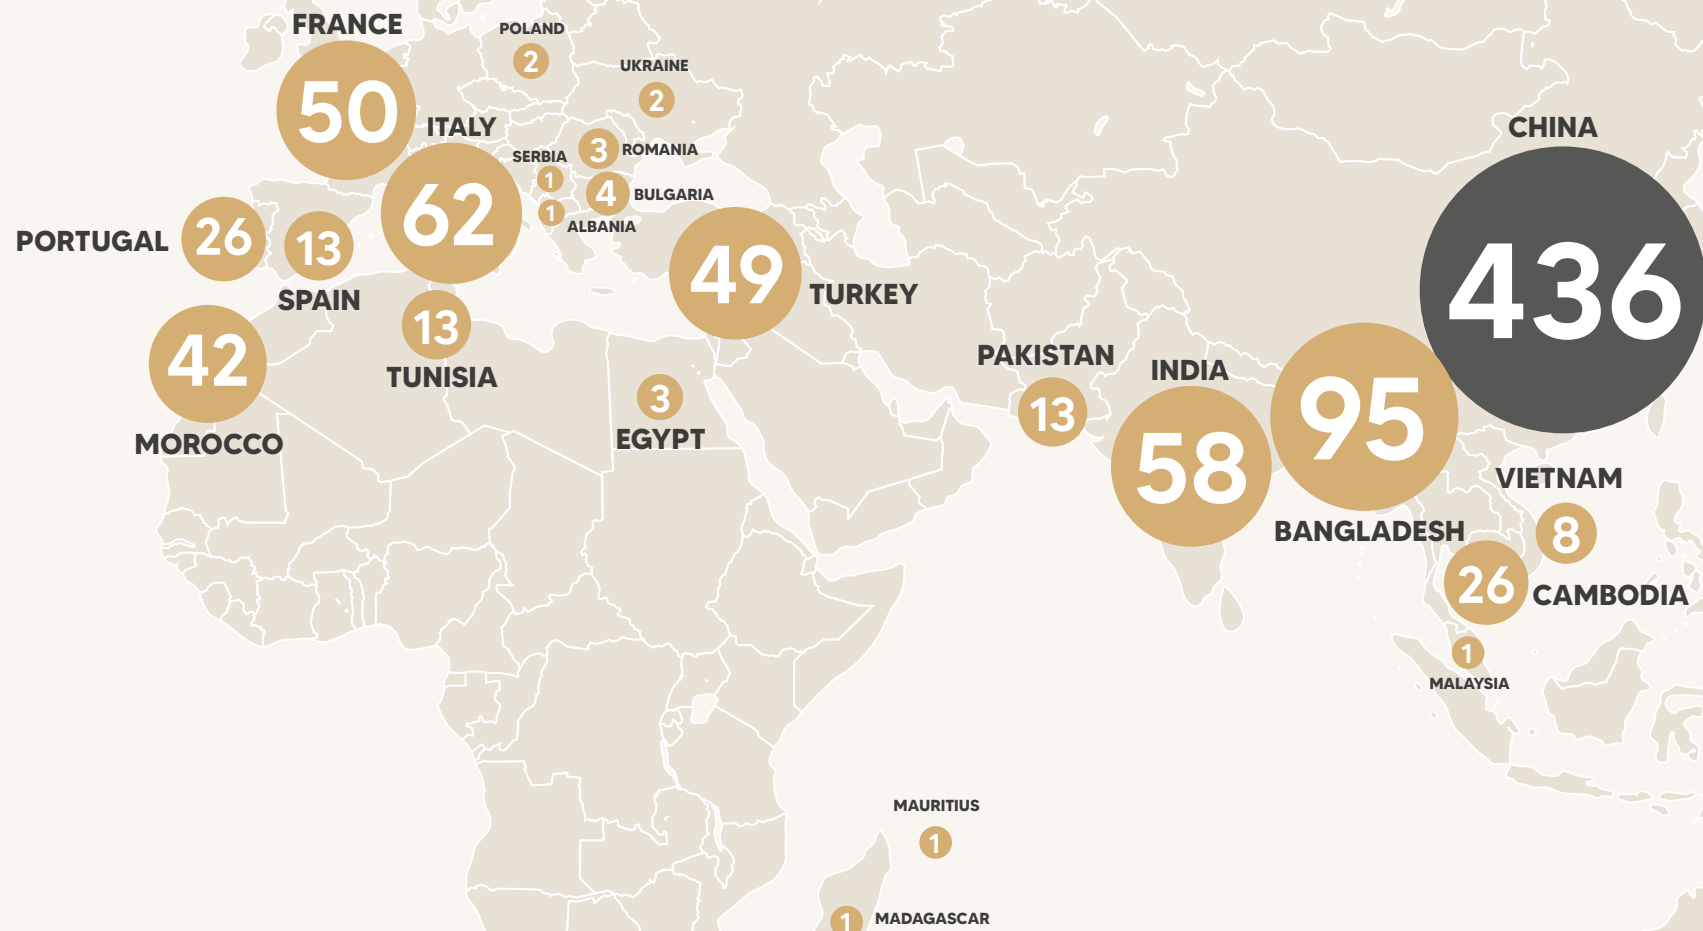 FRANCE
50
POLAND
2
UKRAINE
2
ITALY
62
SERBIA
1
3
ROMANIA
4
BULGARIA
1
ALBANIA
PORTUGAL
26
13
SPAIN
49
TURKEY
42
MOROCCO
13
TUNISIA
3
EGYPT
PAKISTAN
13
INDIA
58
95
BANGLADESH
CHINA
436
VIETNAM
8
26
CAMBODIA
1
MALAYSIA
MAURITIUS
1
1
MADAGASCAR